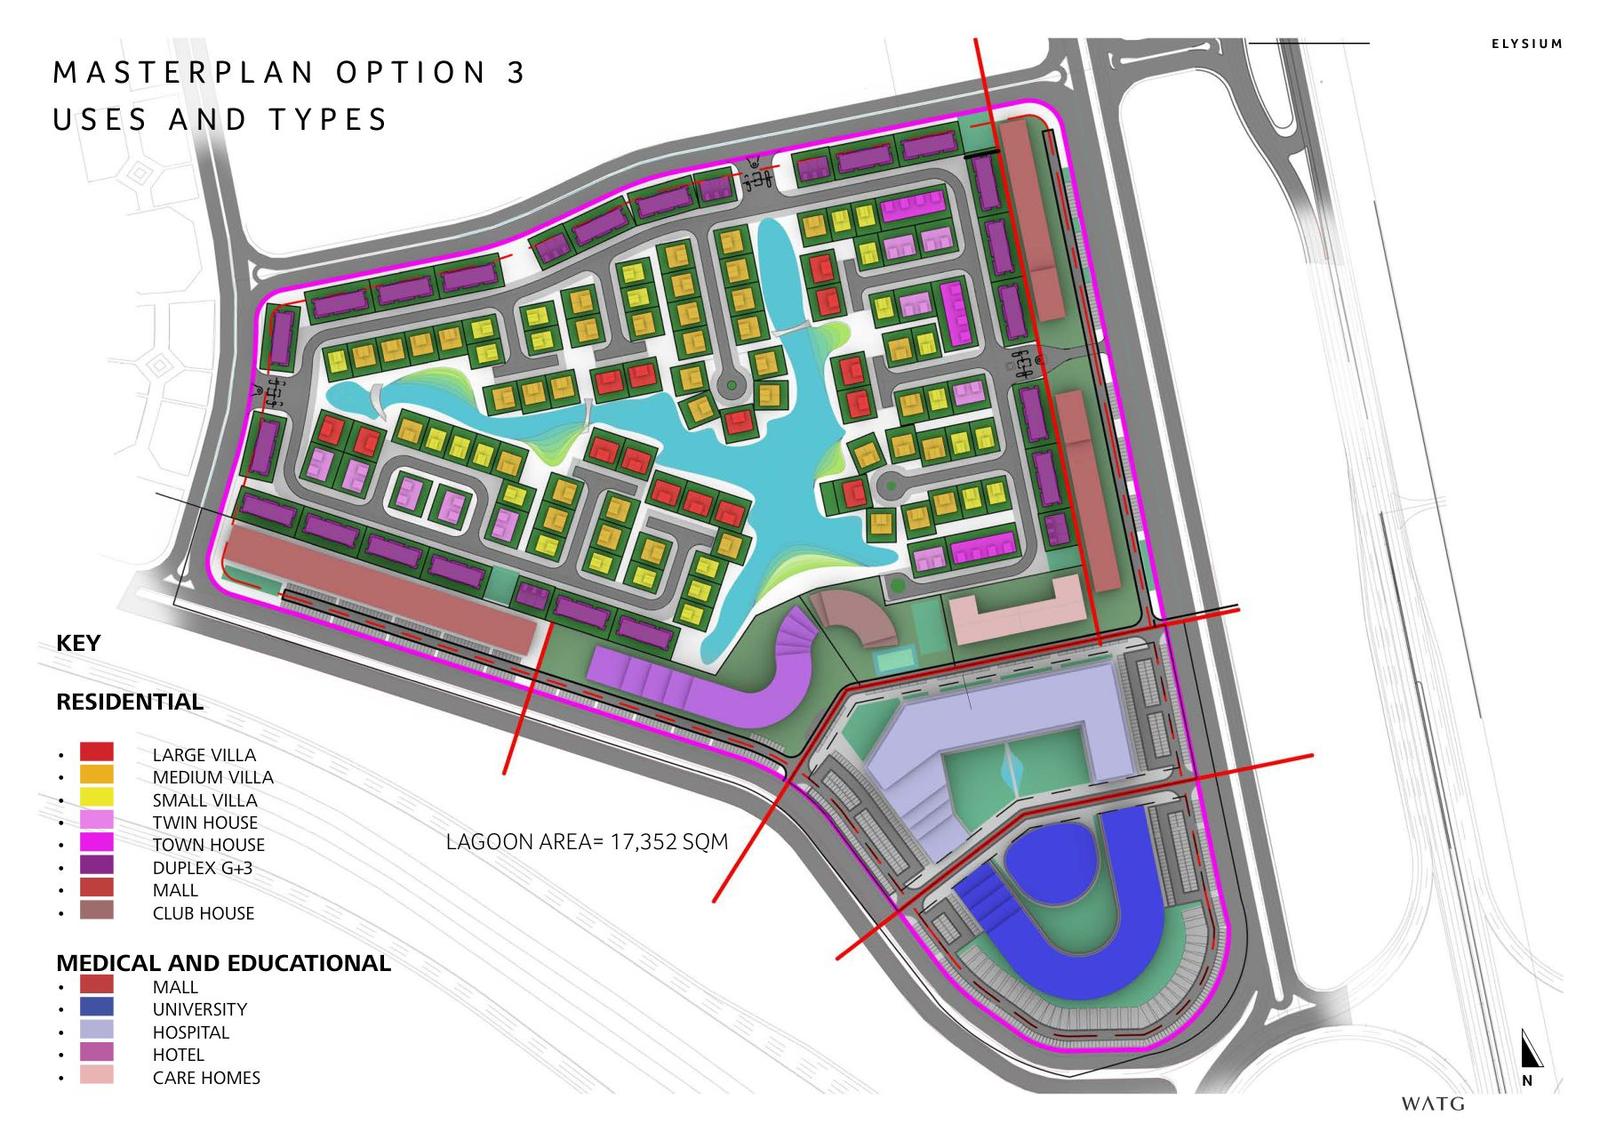 MASTERPLAN OPTION 3
USES AND TYPES
ELYSIUM
KEY
RESIDENTIAL
• LARGE VILLA
• MEDIUM VILLA
• SMALL VILLA
• TWIN HOUSE
• TOWN HOUSE
• DUPLEX G+3
• MALL
• CLUB HOUSE
LAGOON AREA= 17,352 SQM
MEDICAL AND EDUCATIONAL
• MALL
• UNIVERSITY
• HOSPITAL
• HOTEL
• CARE HOMES
N
WATG